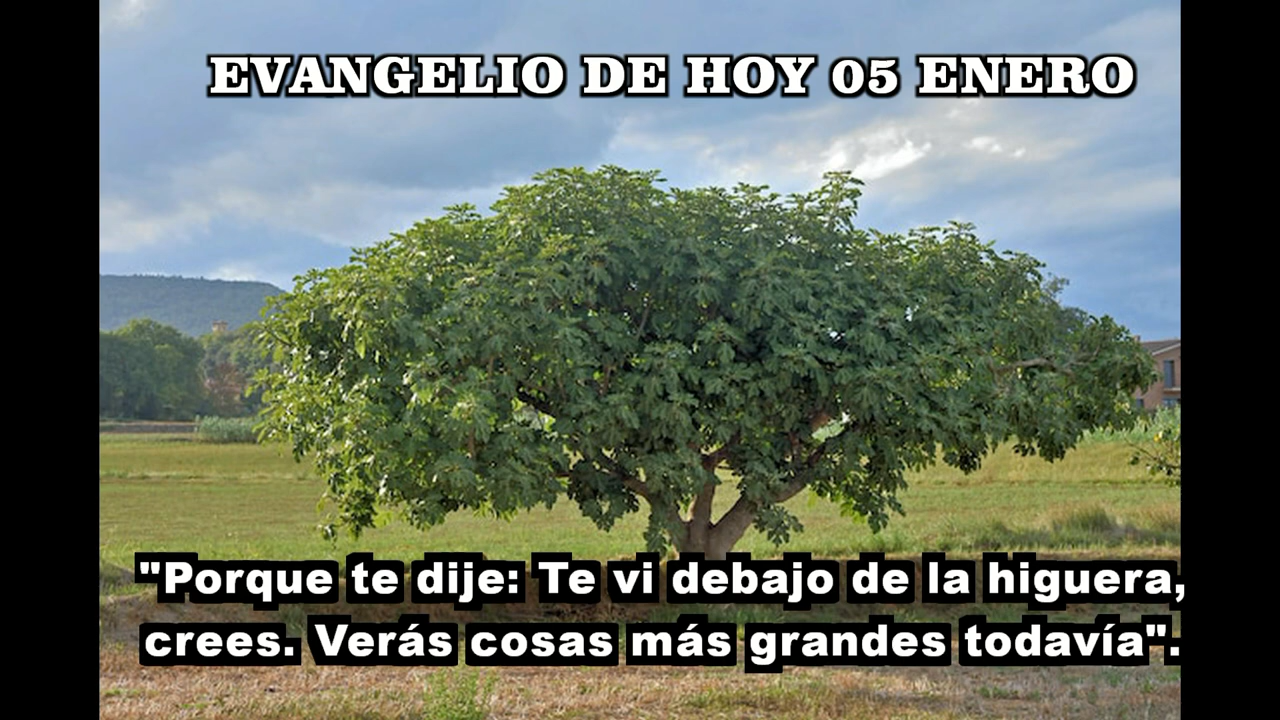 EVANGELIO DE HOY 05 ENERO
"Porque te dije: Te vi debajo de la higuera,
crees. Verás cosas más grandes todavía".